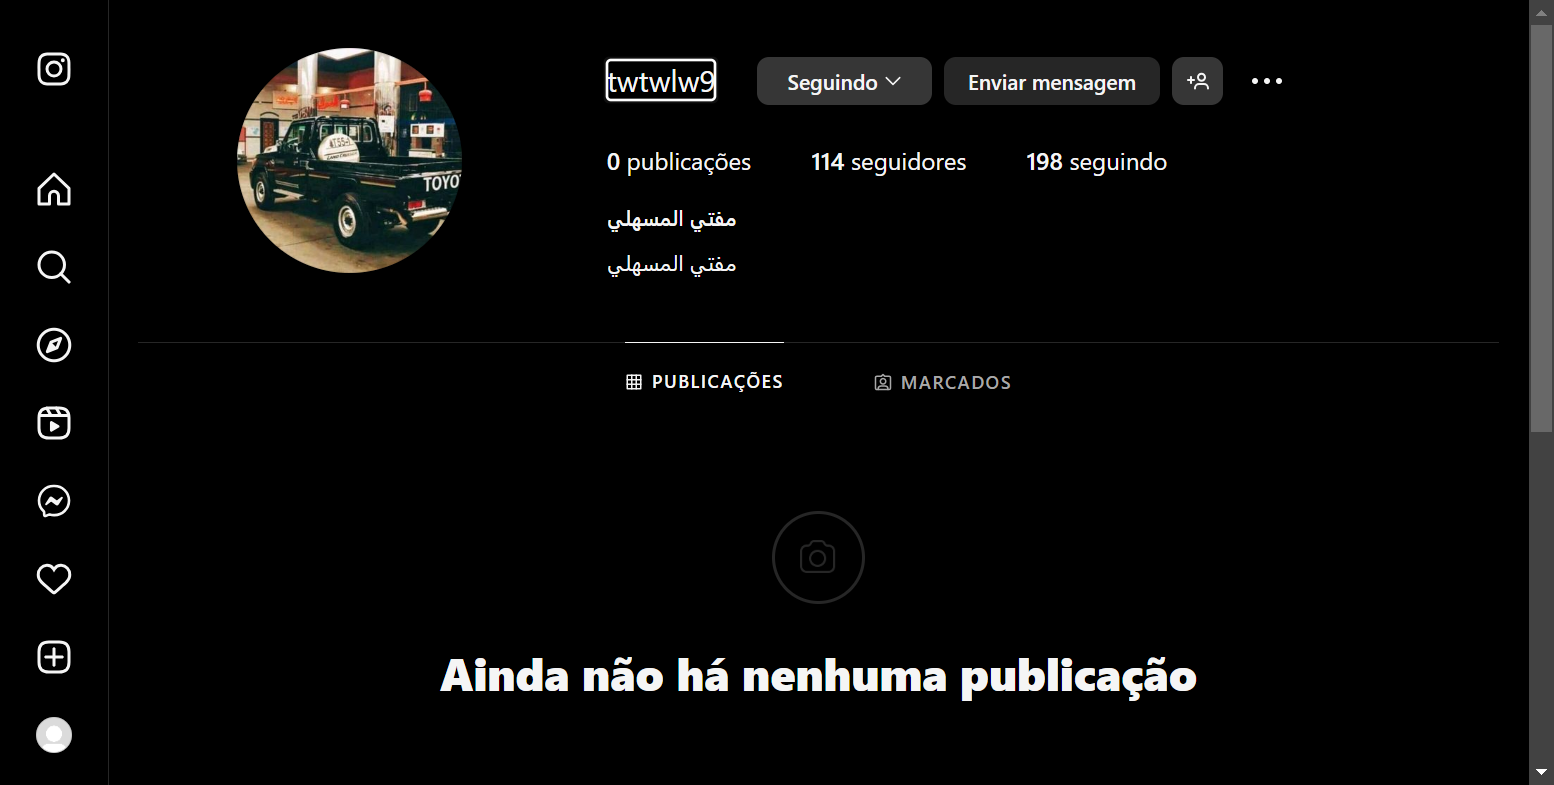 twtwlw9
Seguindo
Enviar mensagem
0 publicações
114 seguidores
198 seguindo
مفتي المسهلي
مفتي المسهلي
TOYO
PUBLICAÇÕES
MARCADOS
Ainda não há nenhuma publicação